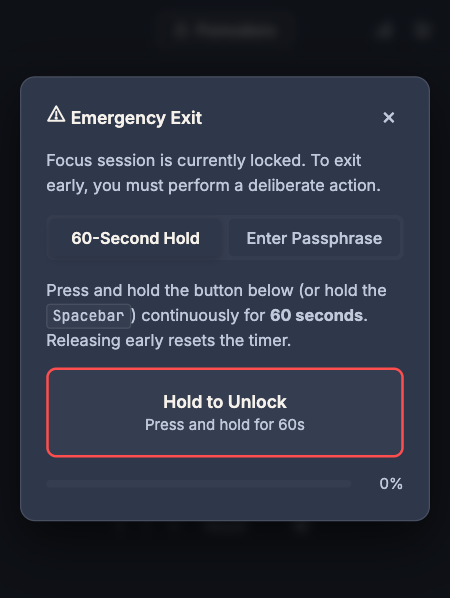 ⚠ Emergency Exit ×
Focus session is currently locked. To exit
early, you must perform a deliberate action.
60-Second Hold Enter Passphrase
Press and hold the button below (or hold the
Spacebar) continuously for 60 seconds.
Releasing early resets the timer.
Hold to Unlock
Press and hold for 60s
0%